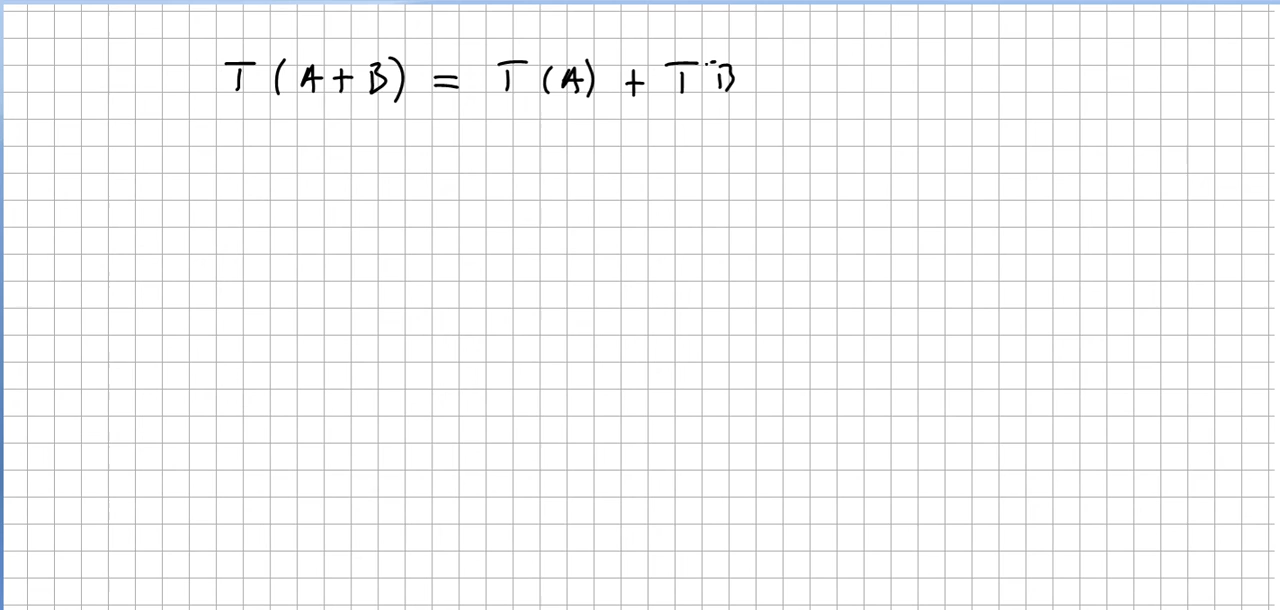 T (A + B) = T (A) + T B